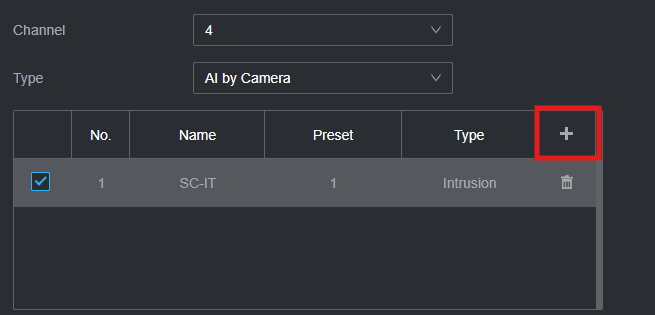 Channel 4
Type AI by Camera
No. Name Preset Type +
1 SC-IT 1 Intrusion